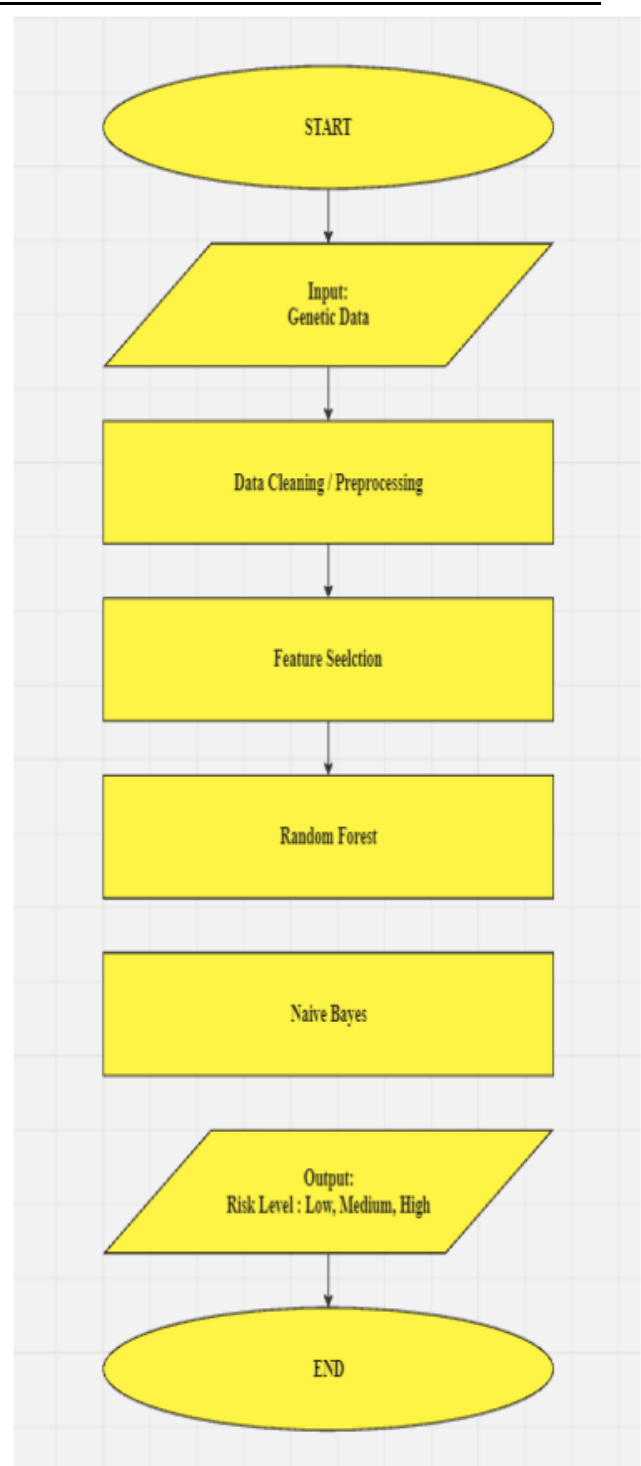 START
Input:
Genetic Data
Data Cleaning / Preprocessing
Feature Seelction
Random Forest
Naive Bayes
Output:
Risk Level : Low, Medium, High
END